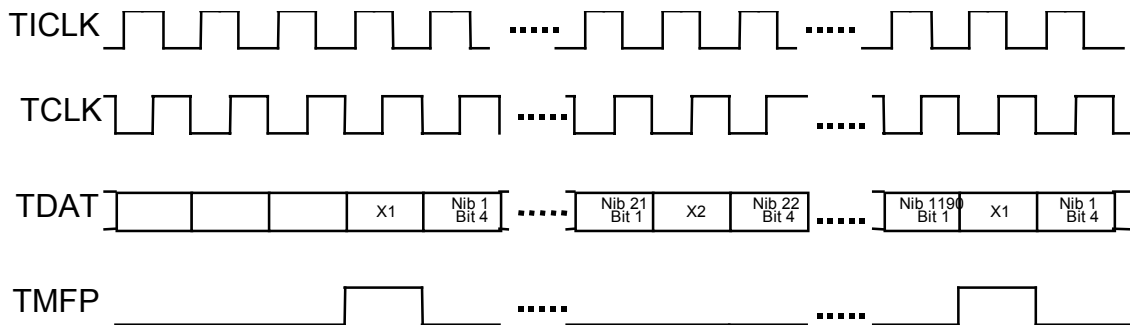 TICLK
TCLK
TDAT
X1
Nib 1
Bit 4
Nib 21
Bit 1
X2
Nib 22
Bit 4
Nib 1190
Bit 1
X1
Nib 1
Bit 4
TMFP